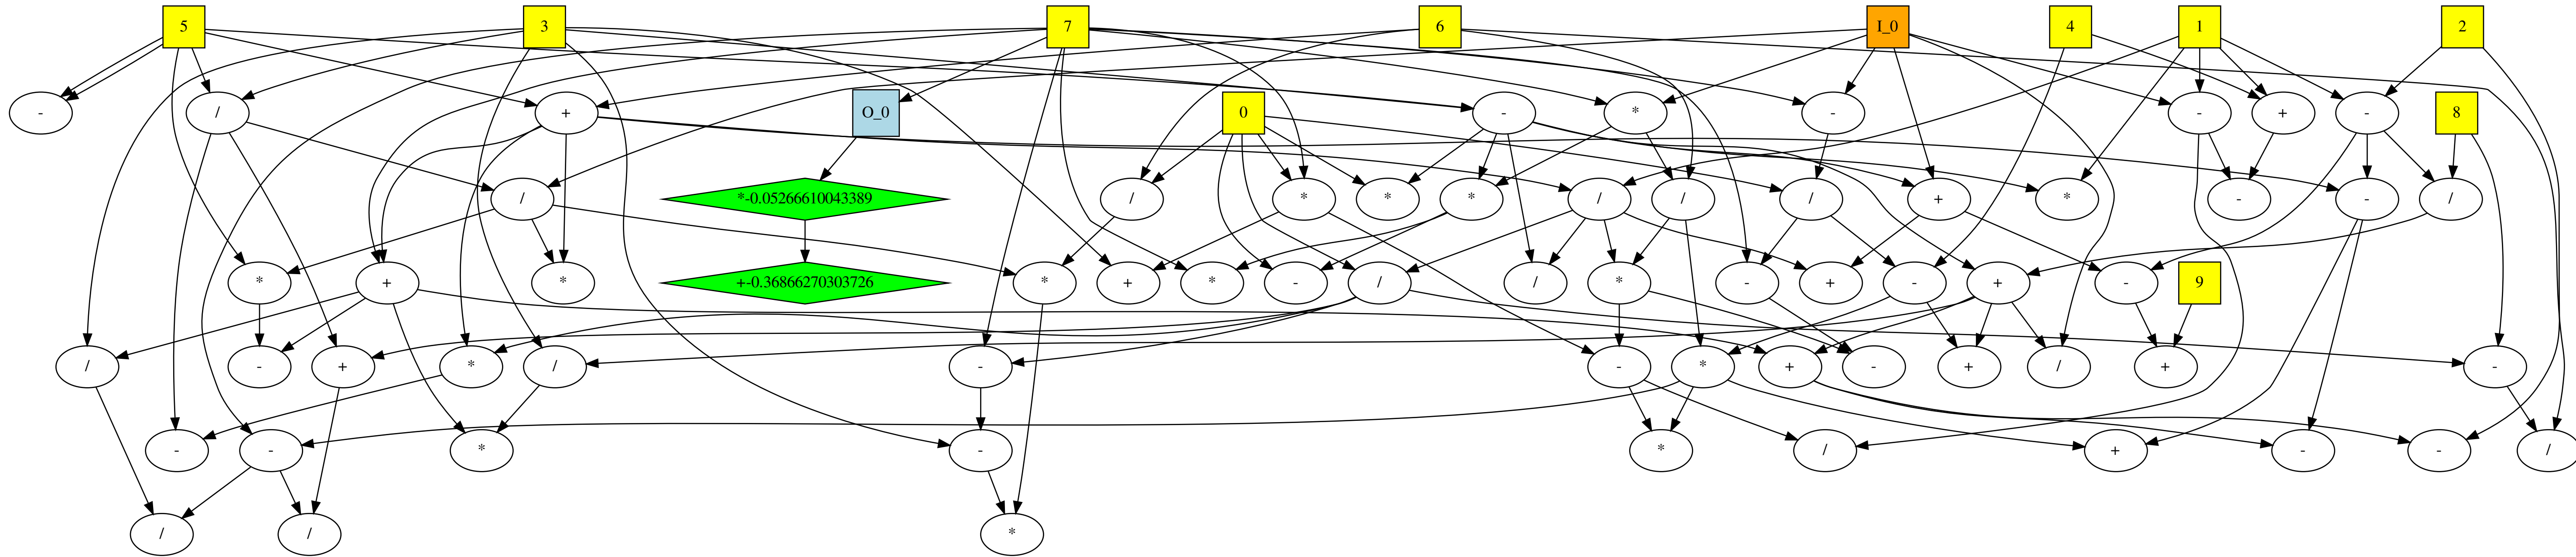 5 3 7 6 I_0 4 1 2
- / + O_0 0 - * - - + - 8
/ *-0.05266610043389 / * * * / / / + * - - /
* + * +-0.36866270303726 * + * - / / * - + - + - 9
/ - + * / - - * + - + / + -
- - * - * / + - - /
/ / *